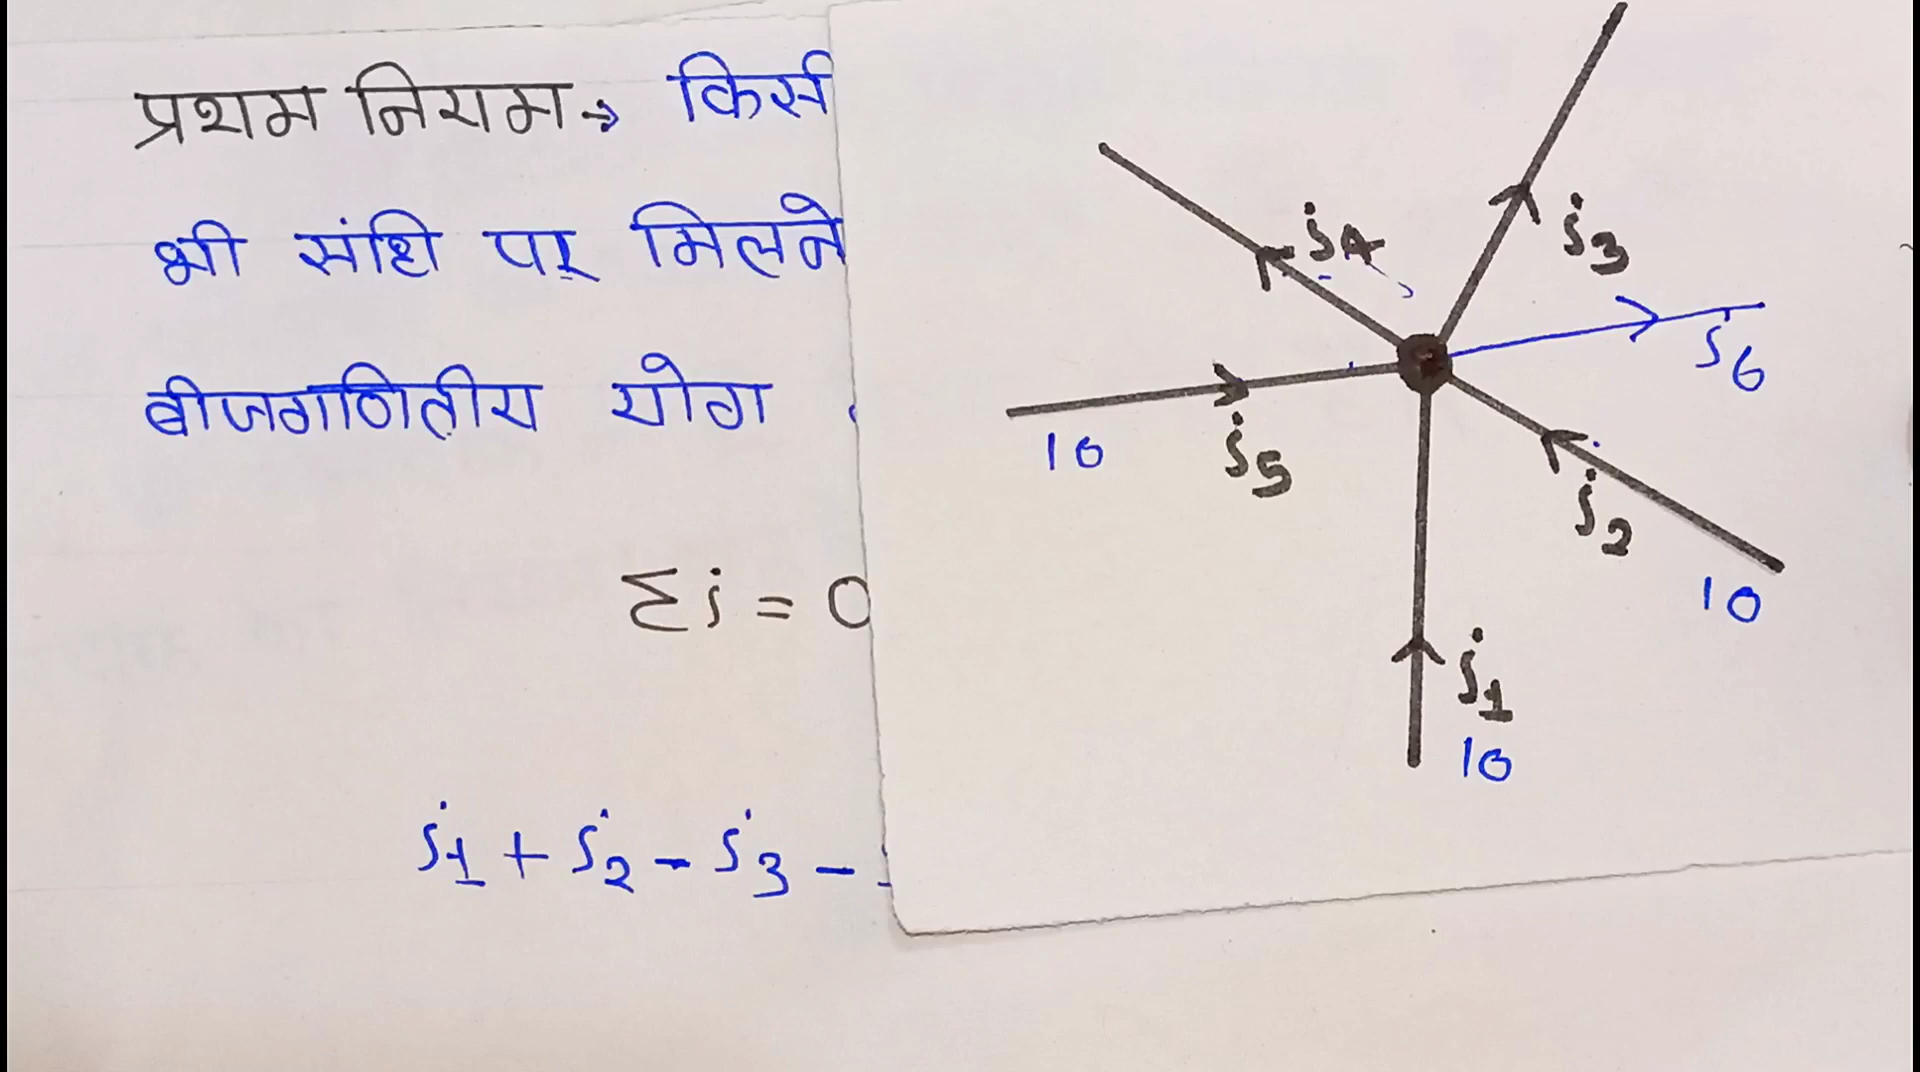 प्रथम नियम → किसी
भी संधि पर मिलने
बीजगणितीय योग
Σi = 0
i1 + i2 - i3 -
i4
i3
i6
10
i5
i2
10
i1
10